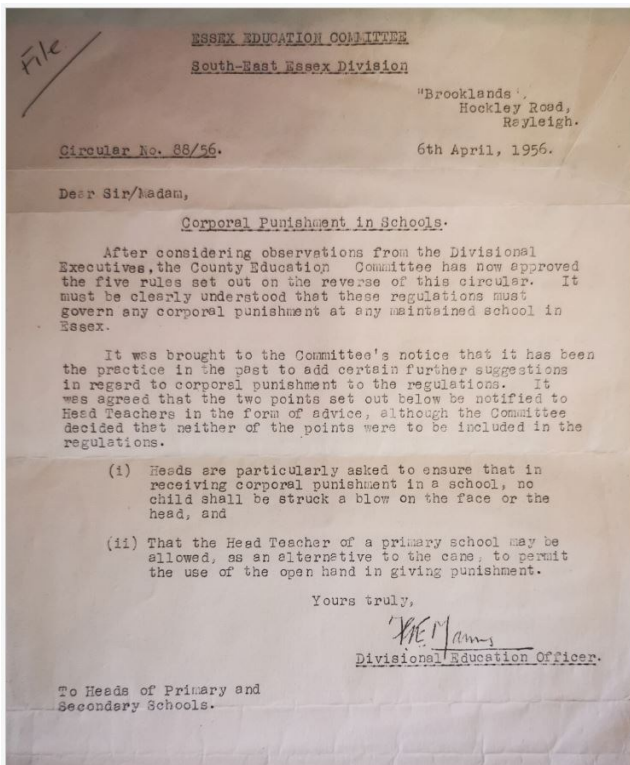 File
ESSEX EDUCATION COMMITTEE
South-East Essex Division
"Brooklands",
Hockley Road,
Rayleigh.
Circular No. 88/56.
6th April, 1956.
Dear Sir/Madam,
Corporal Punishment in Schools.
After considering observations from the Divisional
Executives, the County Education Committee has now approved
the five rules set out on the reverse of this circular. It
must be clearly understood that these regulations must
govern any corporal punishment at any maintained school in
Essex.
It was brought to the Committee's notice that it has been
the practice in the past to add certain further suggestions
in regard to corporal punishment to the regulations. It
was agreed that the two points set out below be notified to
Head Teachers in the form of advice, although the Committee
decided that neither of the points were to be included in the
regulations.
(i) Heads are particularly asked to ensure that in
receiving corporal punishment in a school, no
child shall be struck a blow on the face or the
head, and
(ii) That the Head Teacher of a primary school may be
allowed, as an alternative to the cane, to permit
the use of the open hand in giving punishment.
Yours truly,
Divisional Education Officer.
To Heads of Primary and
Secondary Schools.